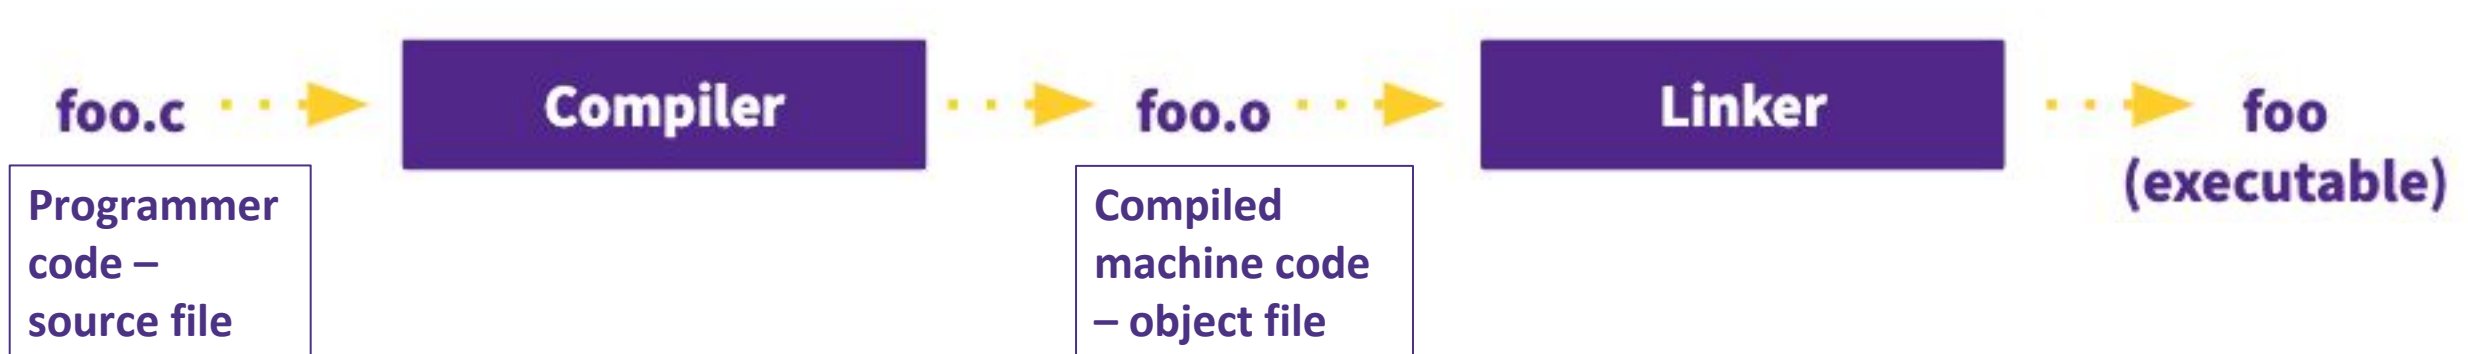 foo.c
Compiler
foo.o
Linker
foo
(executable)
Programmer
code –
source file
Compiled
machine code
– object file